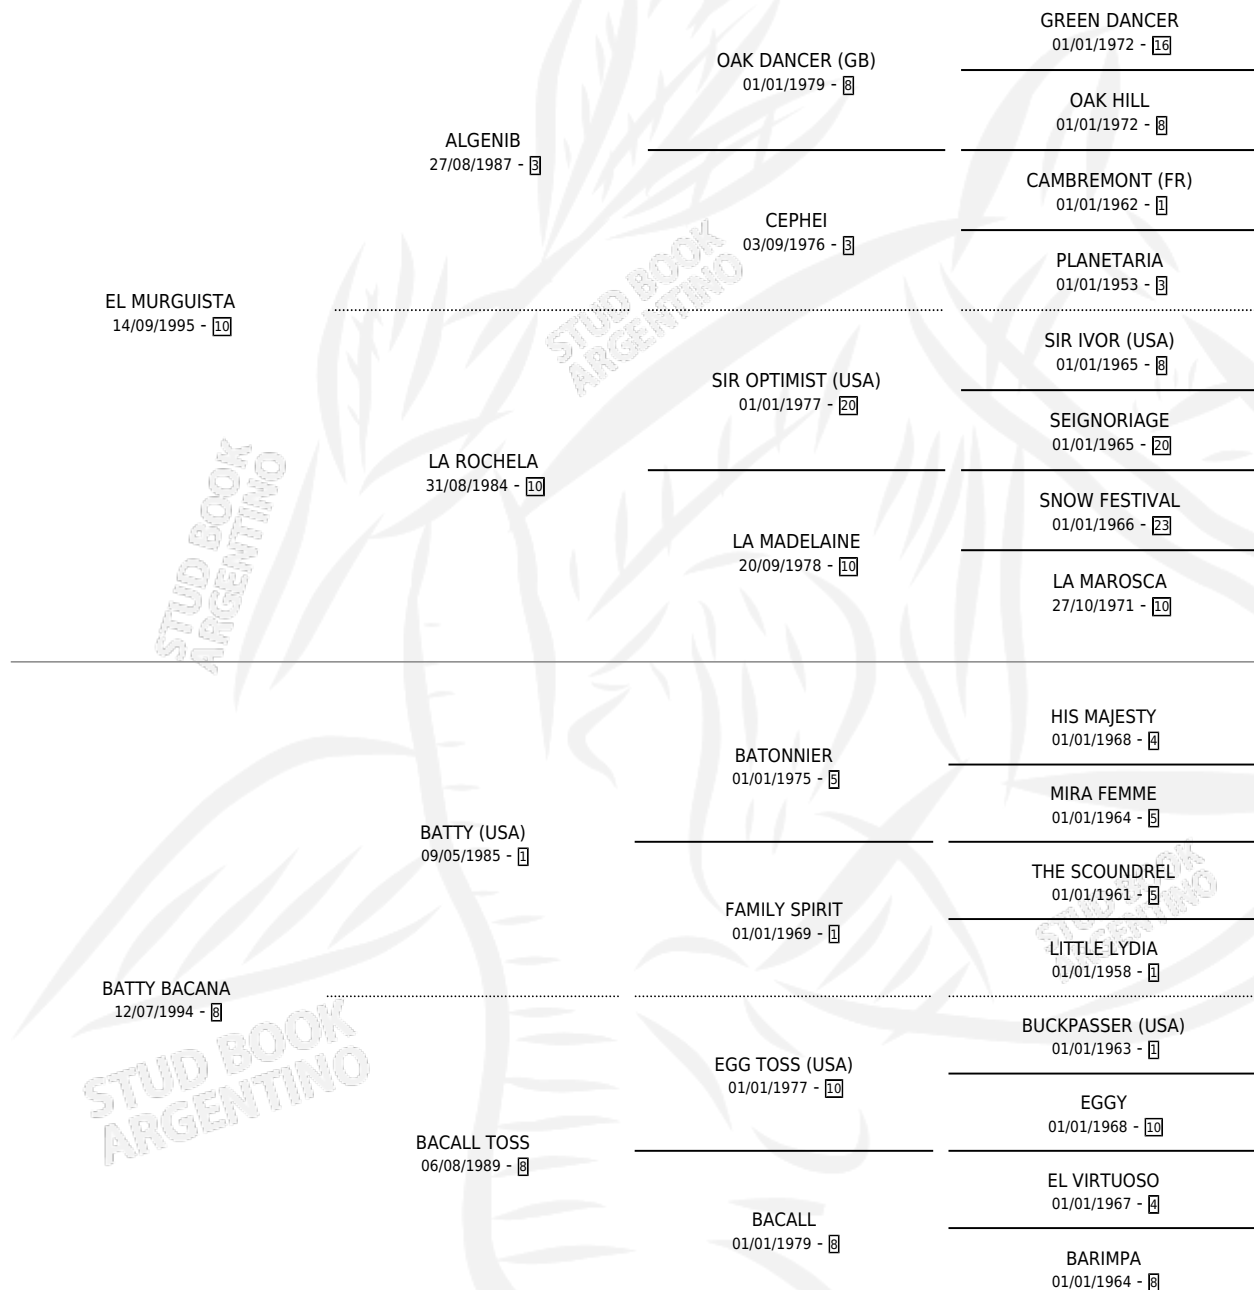 GREEN DANCER
01/01/1972 - 16
OAK DANCER (GB)
01/01/1979 - 8
OAK HILL
01/01/1972 - 8
ALGENIB
27/08/1987 - 3
CAMBREMONT (FR)
01/01/1962 - 1
CEPHEI
03/09/1976 - 3
PLANETARIA
01/01/1953 - 3
EL MURGUISTA
14/09/1995 - 10
STUD BOOK
ARGENTINO
SIR IVOR (USA)
01/01/1965 - 8
SIR OPTIMIST (USA)
01/01/1977 - 20
SEIGNORIAGE
01/01/1965 - 20
LA ROCHELA
31/08/1984 - 10
SNOW FESTIVAL
01/01/1966 - 23
LA MADELAINE
20/09/1978 - 10
LA MAROSCA
27/10/1971 - 10
STUD BOOK
ARGENTINO
HIS MAJESTY
01/01/1968 - 4
BATONNIER
01/01/1975 - 5
MIRA FEMME
01/01/1964 - 5
BATTY (USA)
09/05/1985 - 1
THE SCOUNDREL
01/01/1961 - 5
FAMILY SPIRIT
01/01/1969 - 1
LITTLE LYDIA
01/01/1958 - 1
STUD BOOK
ARGENTINO
BATTY BACANA
12/07/1994 - 8
STUD BOOK
ARGENTINO
BUCKPASSER (USA)
01/01/1963 - 1
EGG TOSS (USA)
01/01/1977 - 10
EGGY
01/01/1968 - 10
BACALL TOSS
06/08/1989 - 8
EL VIRTUOSO
01/01/1967 - 4
BACALL
01/01/1979 - 8
BARIMPA
01/01/1964 - 8